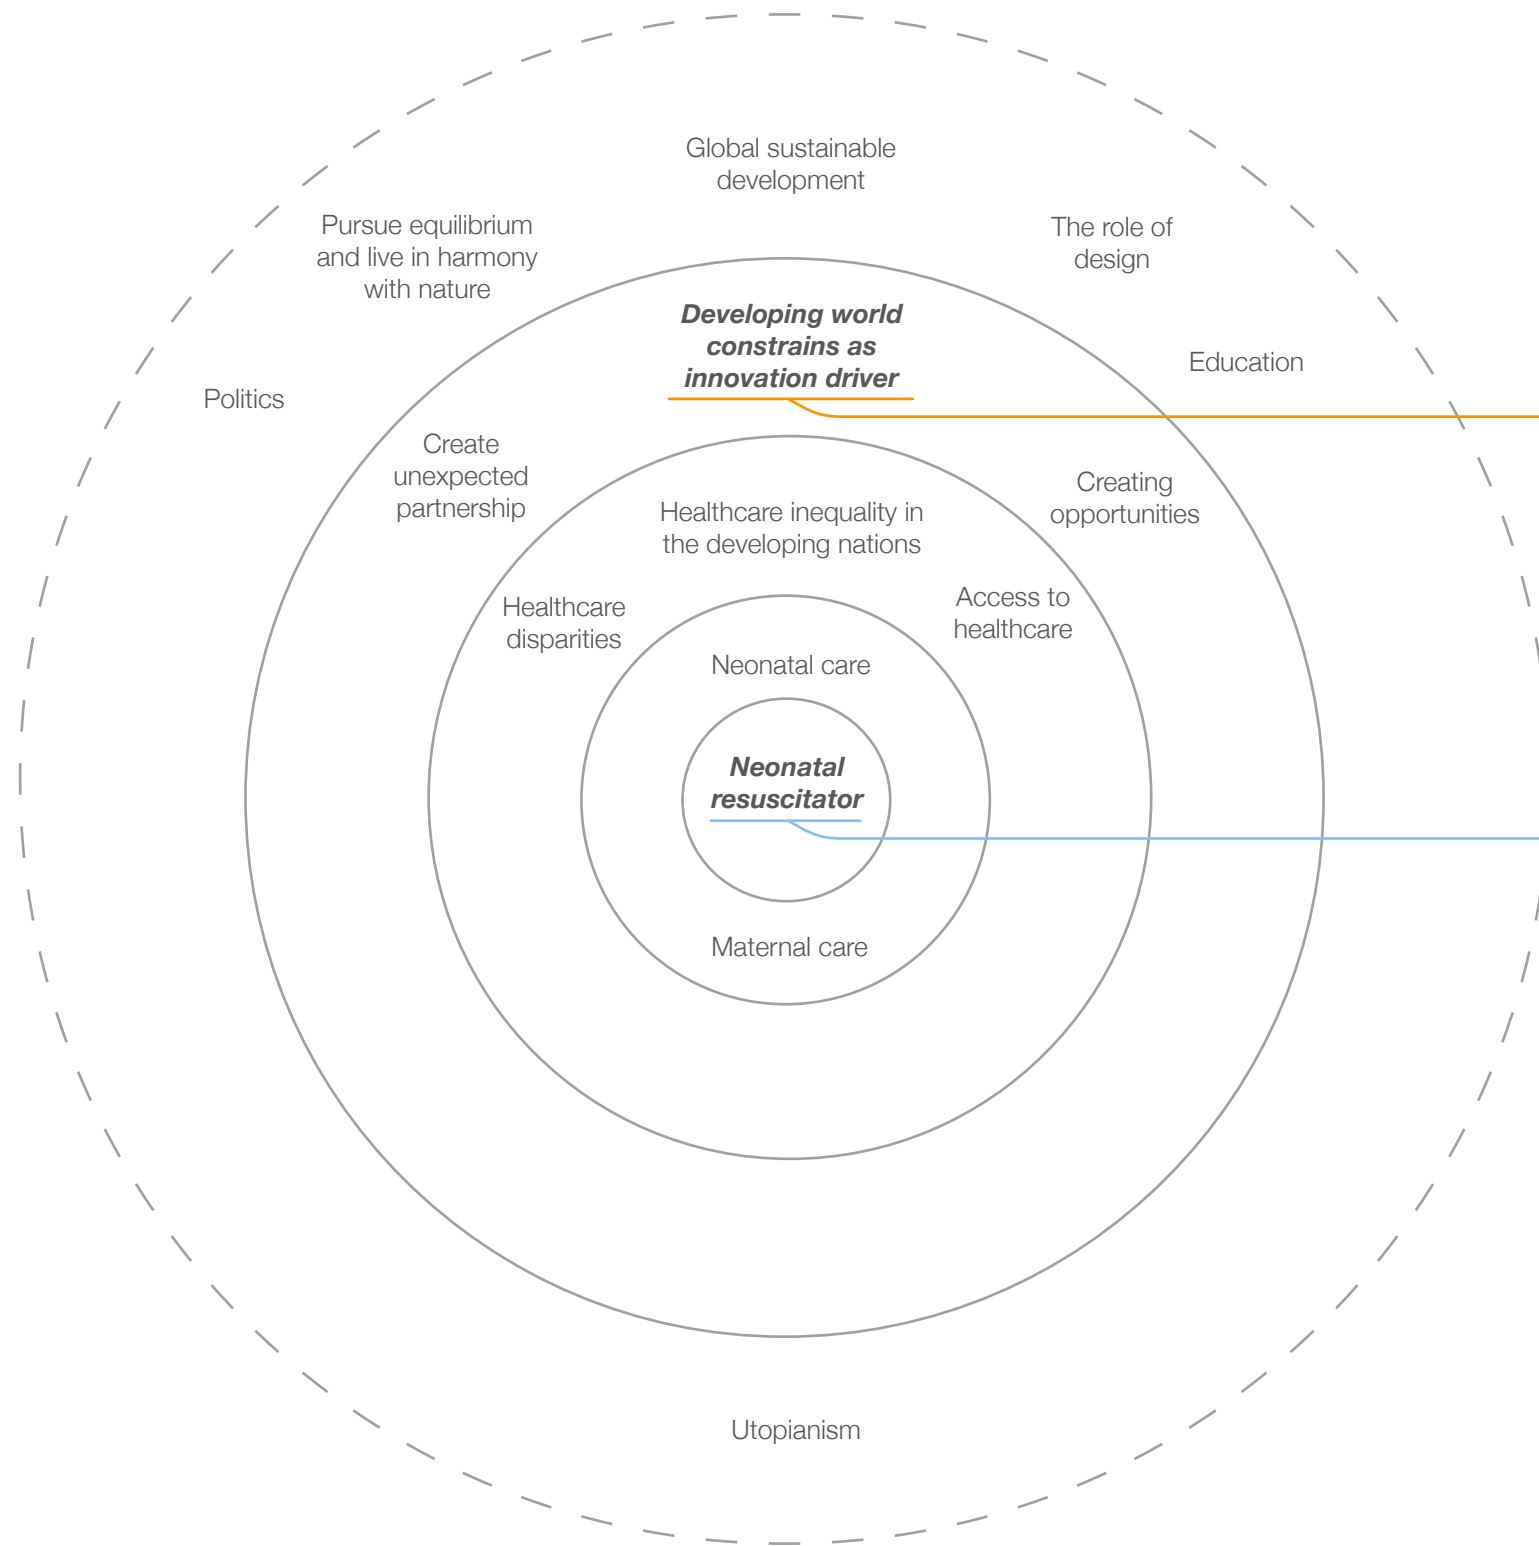 Global sustainable
development
Pursue equilibrium
and live in harmony
with nature
The role of
design
Developing world
constrains as
innovation driver
Education
Politics
Create
unexpected
partnership
Creating
opportunities
Healthcare inequality in
the developing nations
Healthcare
disparities
Access to
healthcare
Neonatal care
Neonatal
resuscitator
Maternal care
Utopianism